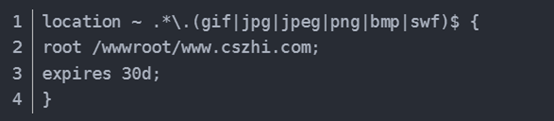 1 location ~ .*\.(gif|jpg|jpeg|png|bmp|swf)$ {
2 root /wwwroot/www.cszhi.com;
3 expires 30d;
4 }